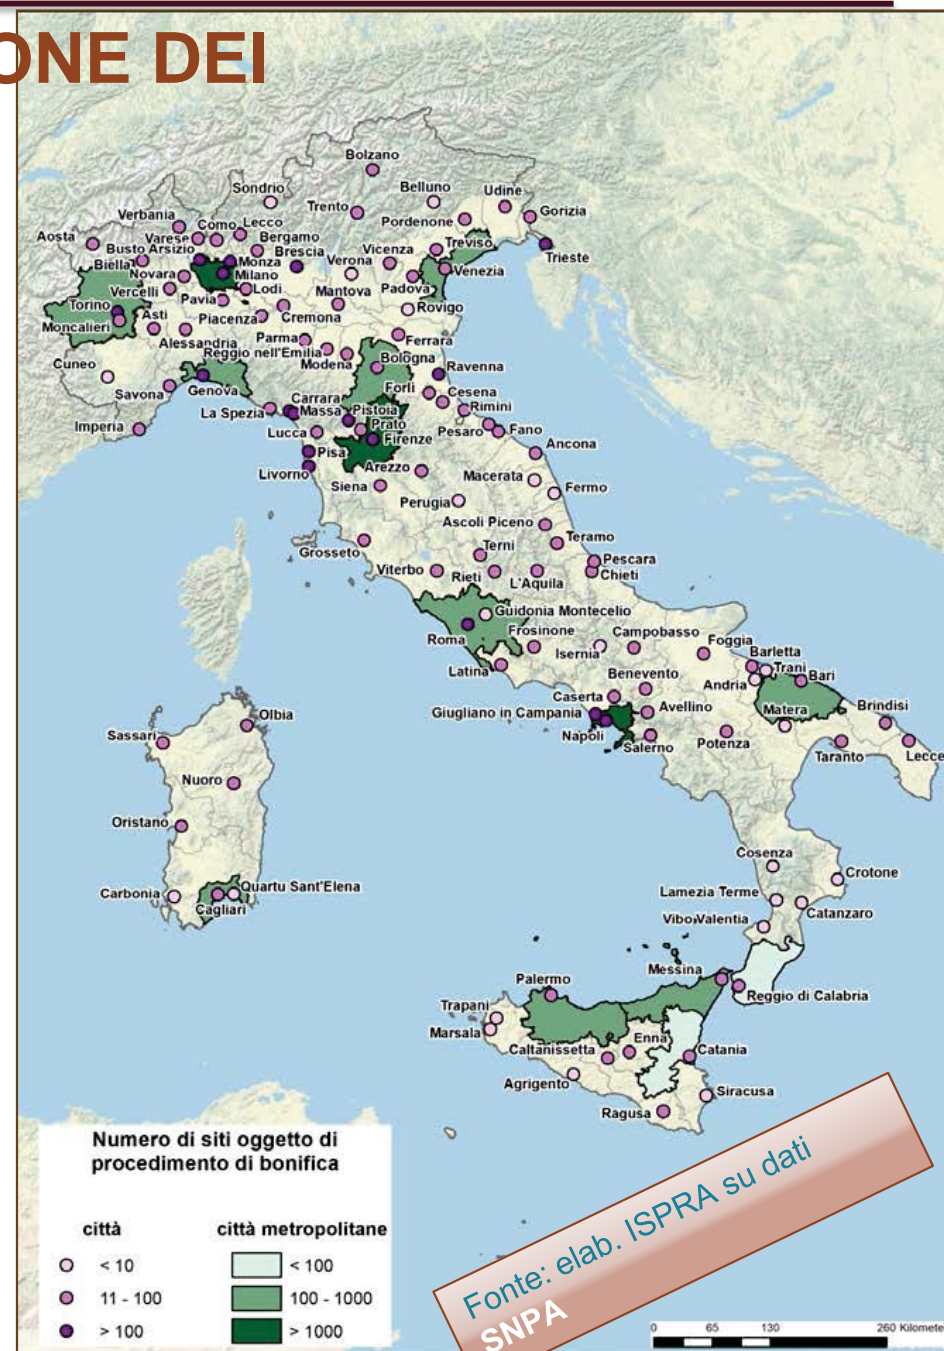 ONE DEI
Bolzano
Sondrio
Belluno
Udine
Trento
Pordenone
Gorizia
Verbania
Como
Lecco
Aosta
Varese
Bergamo
Treviso
Trieste
Busto Arsizio
Brescia
Vicenza
Biella
Monza
Verona
Venezia
Novara
Milano
Vercelli
Lodi
Mantova
Padova
Torino
Pavia
Rovigo
Asti
Piacenza
Cremona
Moncalieri
Alessandria
Parma
Ferrara
Reggio nell'Emilia
Bologna
Cuneo
Modena
Ravenna
Savona
Genova
Forlì
Cesena
Carrara
La Spezia
Massa
Pistoia
Rimini
Imperia
Prato
Lucca
Firenze
Pesaro
Fano
Pisa
Ancona
Livorno
Arezzo
Macerata
Siena
Fermo
Perugia
Ascoli Piceno
Grosseto
Terni
Teramo
Pescara
Viterbo
Rieti
L'Aquila
Chieti
Guidonia Montecelio
Roma
Frosinone
Campobasso
Foggia
Isernia
Barletta
Latina
Trani
Benevento
Andria
Bari
Caserta
Giugliano in Campania
Avellino
Matera
Brindisi
Napoli
Salerno
Potenza
Taranto
Lecce
Olbia
Sassari
Nuoro
Oristano
Carbonia
Quartu Sant'Elena
Cagliari
Cosenza
Crotone
Lamezia Terme
Catanzaro
Vibo Valentia
Messina
Palermo
Reggio di Calabria
Trapani
Marsala
Enna
Caltanissetta
Catania
Agrigento
Siracusa
Ragusa
Numero di siti oggetto di
procedimento di bonifica
città
città metropolitane
< 10
< 100
11 - 100
100 - 1000
> 100
> 1000
Fonte: elab. ISPRA su dati
SNPA
0 65 130 260 Kilomete